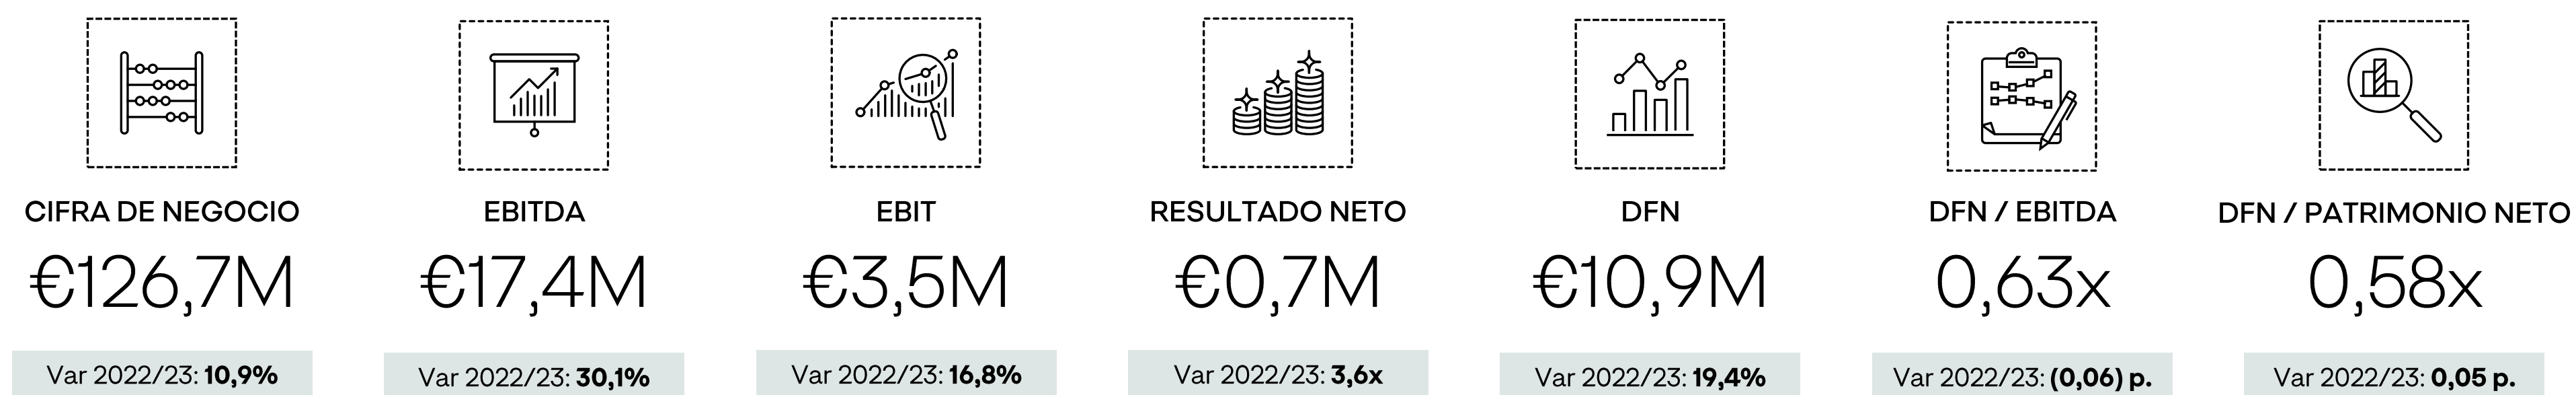 CIFRA DE NEGOCIO
€126,7M
Var 2022/23: 10,9%
EBITDA
€17,4M
Var 2022/23: 30,1%
EBIT
€3,5M
Var 2022/23: 16,8%
RESULTADO NETO
€0,7M
Var 2022/23: 3,6x
DFN
€10,9M
Var 2022/23: 19,4%
DFN / EBITDA
0,63x
Var 2022/23: (0,06) p.
DFN / PATRIMONIO NETO
0,58x
Var 2022/23: 0,05 p.